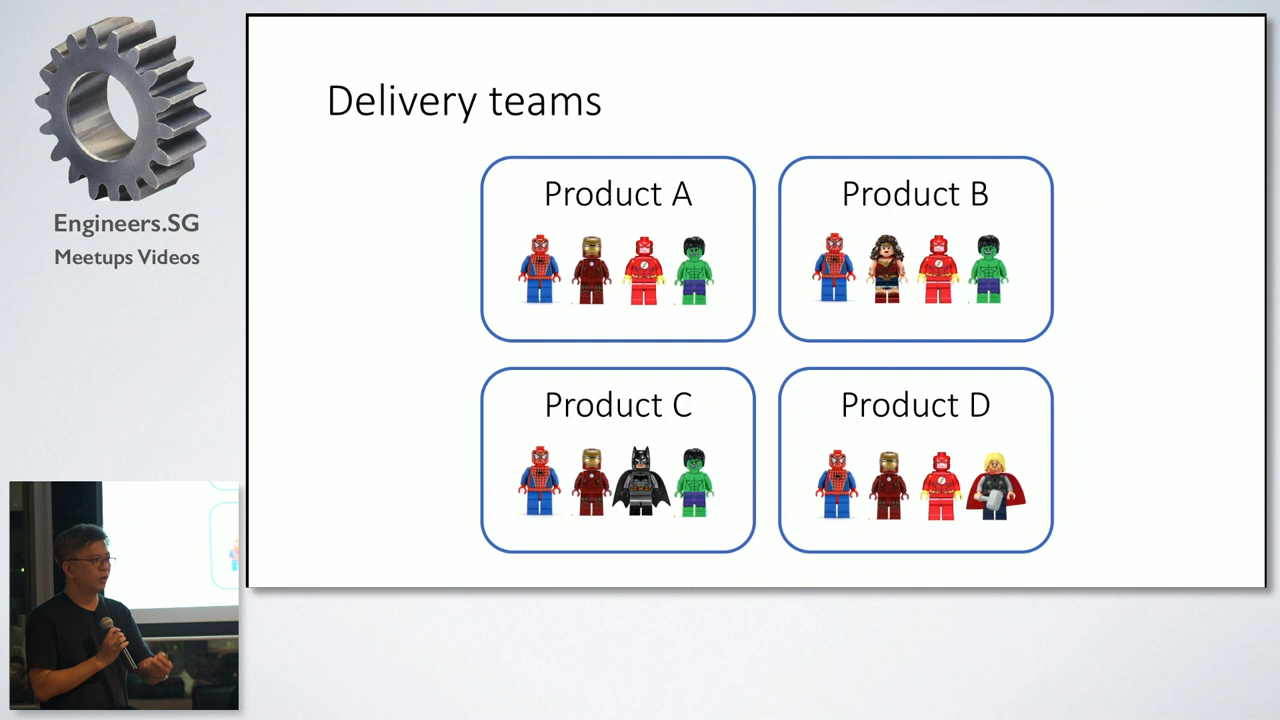 Engineers.SG
Meetups Videos
Delivery teams
Product A
Product B
Product C
Product D